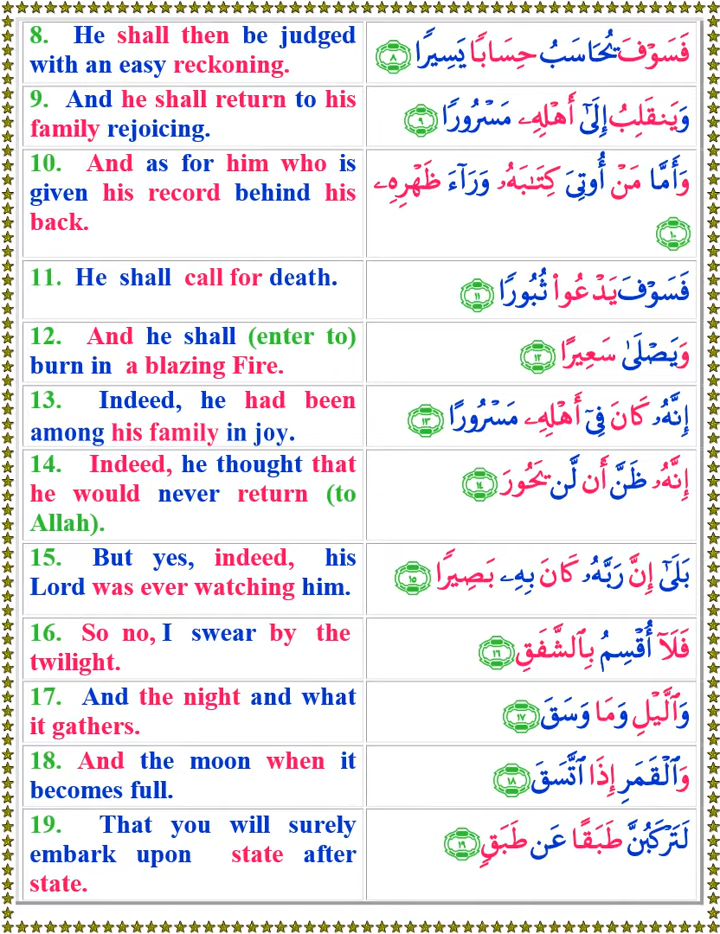 8. He shall then be judged
with an easy reckoning.
فَسَوْفَ يُحَاسَبُ حِسَابًا يَسِيرًا ٨
9. And he shall return to his
family rejoicing.
وَيَنقَلِبُ إِلَىٰٓ أَهْلِهِۦ مَسْرُورًا ٩
10. And as for him who is
given his record behind his
back.
وَأَمَّا مَنْ أُوتِىَ كِتَـٰبَهُۥ وَرَآءَ ظَهْرِهِۦ
١٠
11. He shall call for death.
فَسَوْفَ يَدْعُوا۟ ثُبُورًا ١١
12. And he shall (enter to)
burn in a blazing Fire.
وَيَصْلَىٰ سَعِيرًا ١٢
13. Indeed, he had been
among his family in joy.
إِنَّهُۥ كَانَ فِىٓ أَهْلِهِۦ مَسْرُورًا ١٣
14. Indeed, he thought that
he would never return (to
Allah).
إِنَّهُۥ ظَنَّ أَن لَّن يَحُورَ ١٤
15. But yes, indeed, his
Lord was ever watching him.
بَلَىٰٓ إِنَّ رَبَّهُۥ كَانَ بِهِۦ بَصِيرًا ١٥
16. So no, I swear by the
twilight.
فَلَآ أُقْسِمُ بِٱلشَّفَقِ ١٦
17. And the night and what
it gathers.
وَٱلَّيْلِ وَمَا وَسَقَ ١٧
18. And the moon when it
becomes full.
وَٱلْقَمَرِ إِذَا ٱتَّسَقَ ١٨
19. That you will surely
embark upon state after
state.
لَتَرْكَبُنَّ طَبَقًا عَن طَبَقٍ ١٩